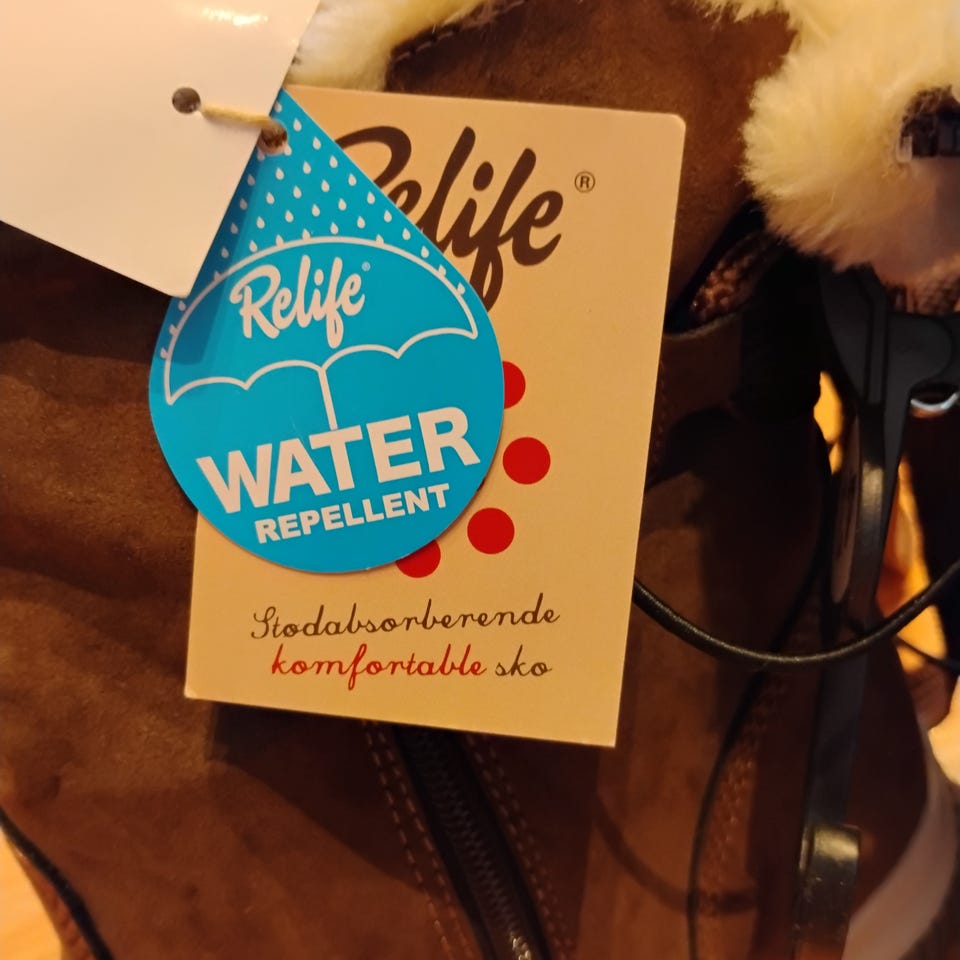 Relife®
Relife®
WATER
REPELLENT
Stødabsorberende
komfortable sko